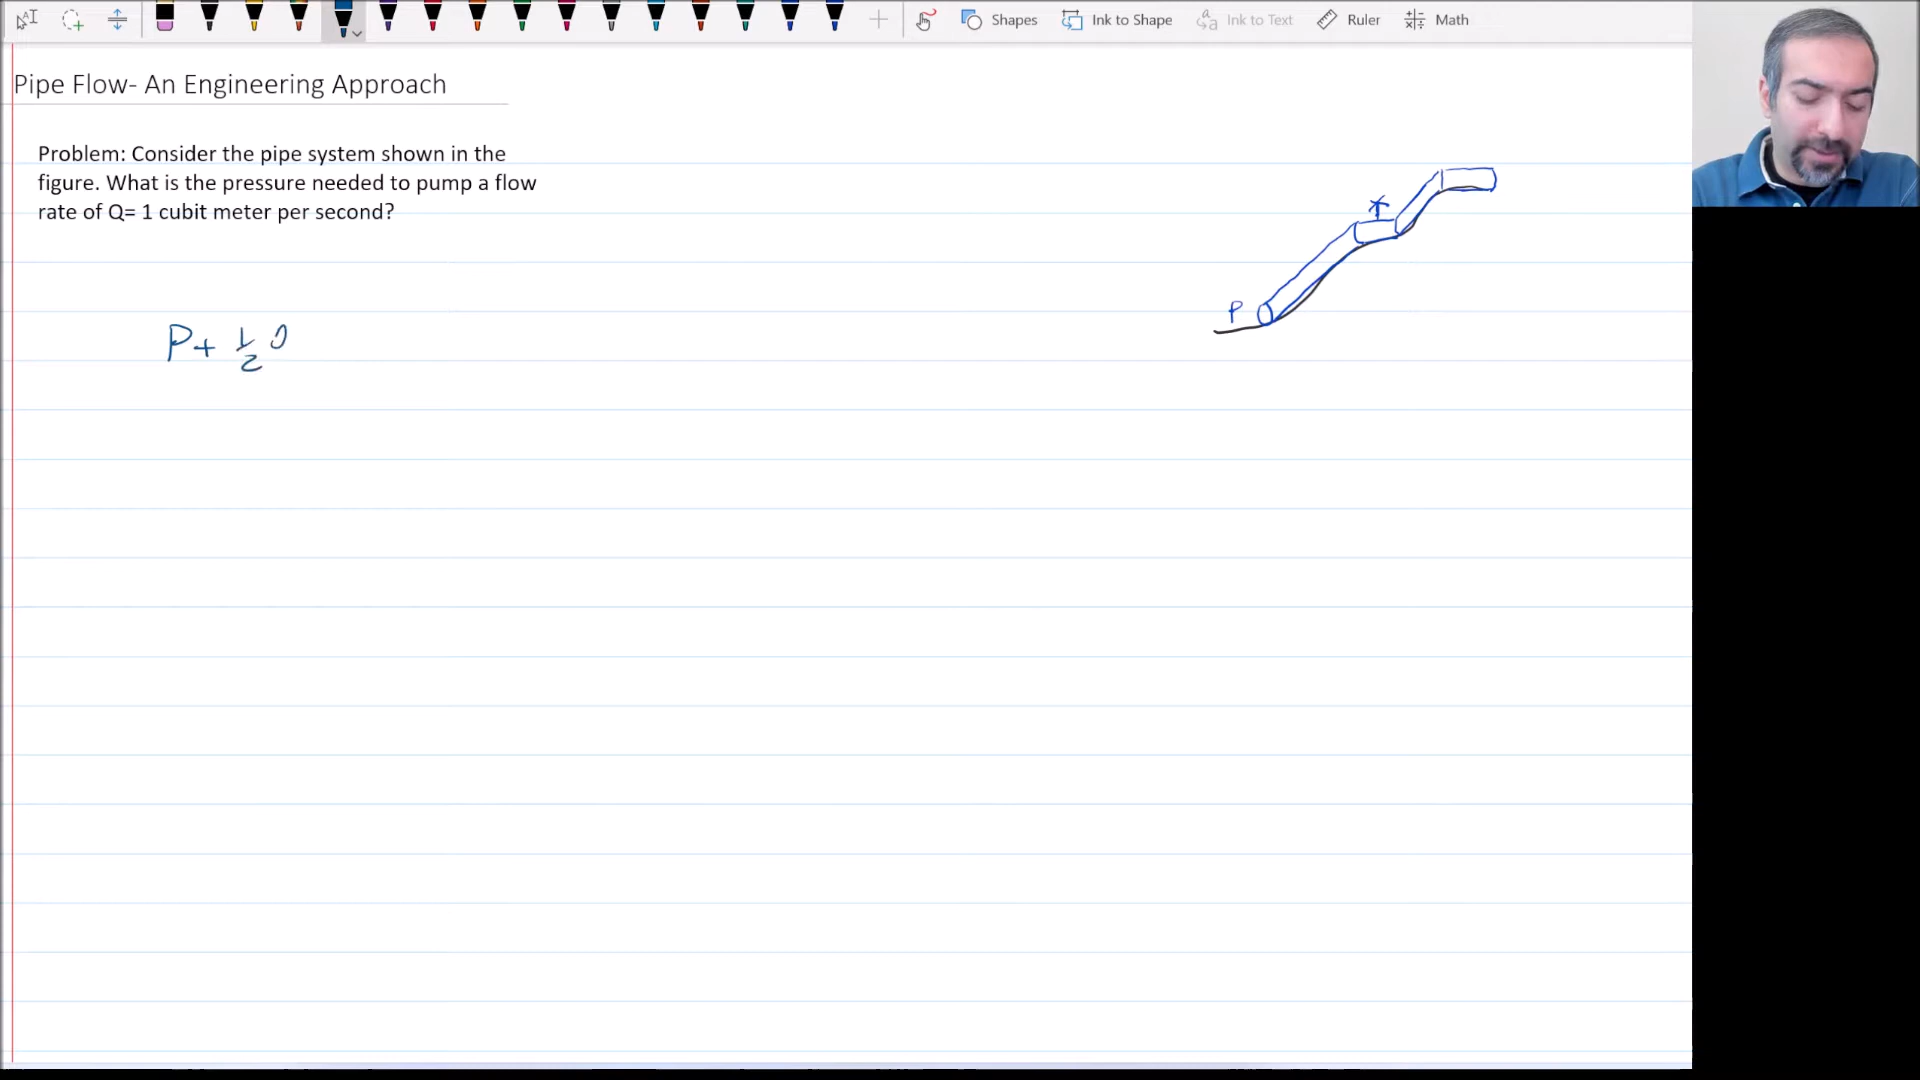 Shapes
Ink to Shape
Ink to Text
Ruler
Math
Pipe Flow- An Engineering Approach
Problem: Consider the pipe system shown in the
figure. What is the pressure needed to pump a flow
rate of Q= 1 cubit meter per second?
P
P+ 1/2